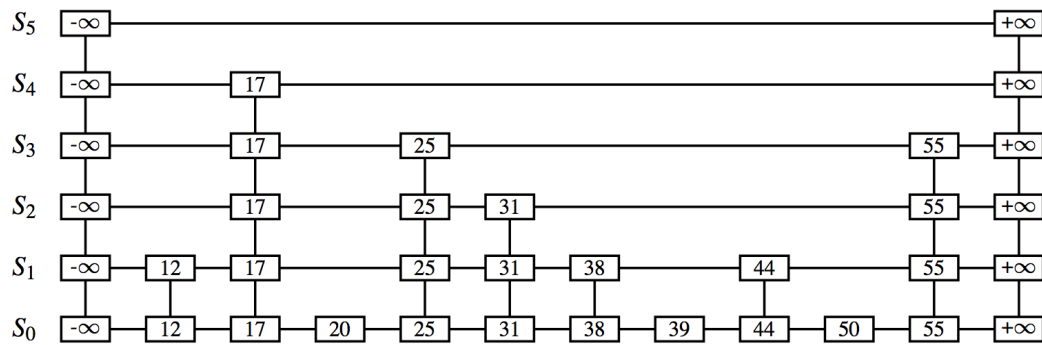 S5 -∞ +∞
S4 -∞ 17 +∞
S3 -∞ 17 25 55 +∞
S2 -∞ 17 25 31 55 +∞
S1 -∞ 12 17 25 31 38 44 55 +∞
S0 -∞ 12 17 20 25 31 38 39 44 50 55 +∞